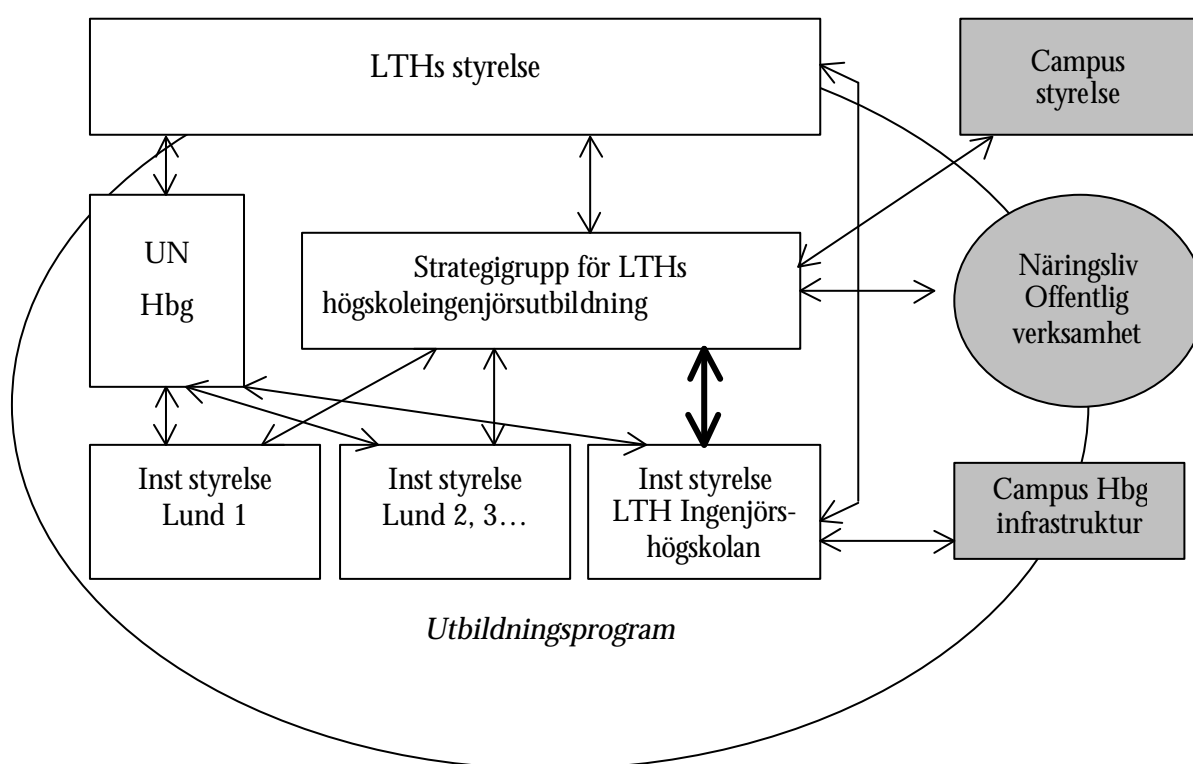 LTHs styrelse
Campus
styrelse
UN
Hbg
Strategigrupp för LTHs
högskoleingenjörsutbildning
Näringsliv
Offentlig
verksamhet
Inst styrelse
Lund 1
Inst styrelse
Lund 2, 3…
Inst styrelse
LTH Ingenjörs-
högskolan
Campus Hbg
infrastruktur
Utbildningsprogram